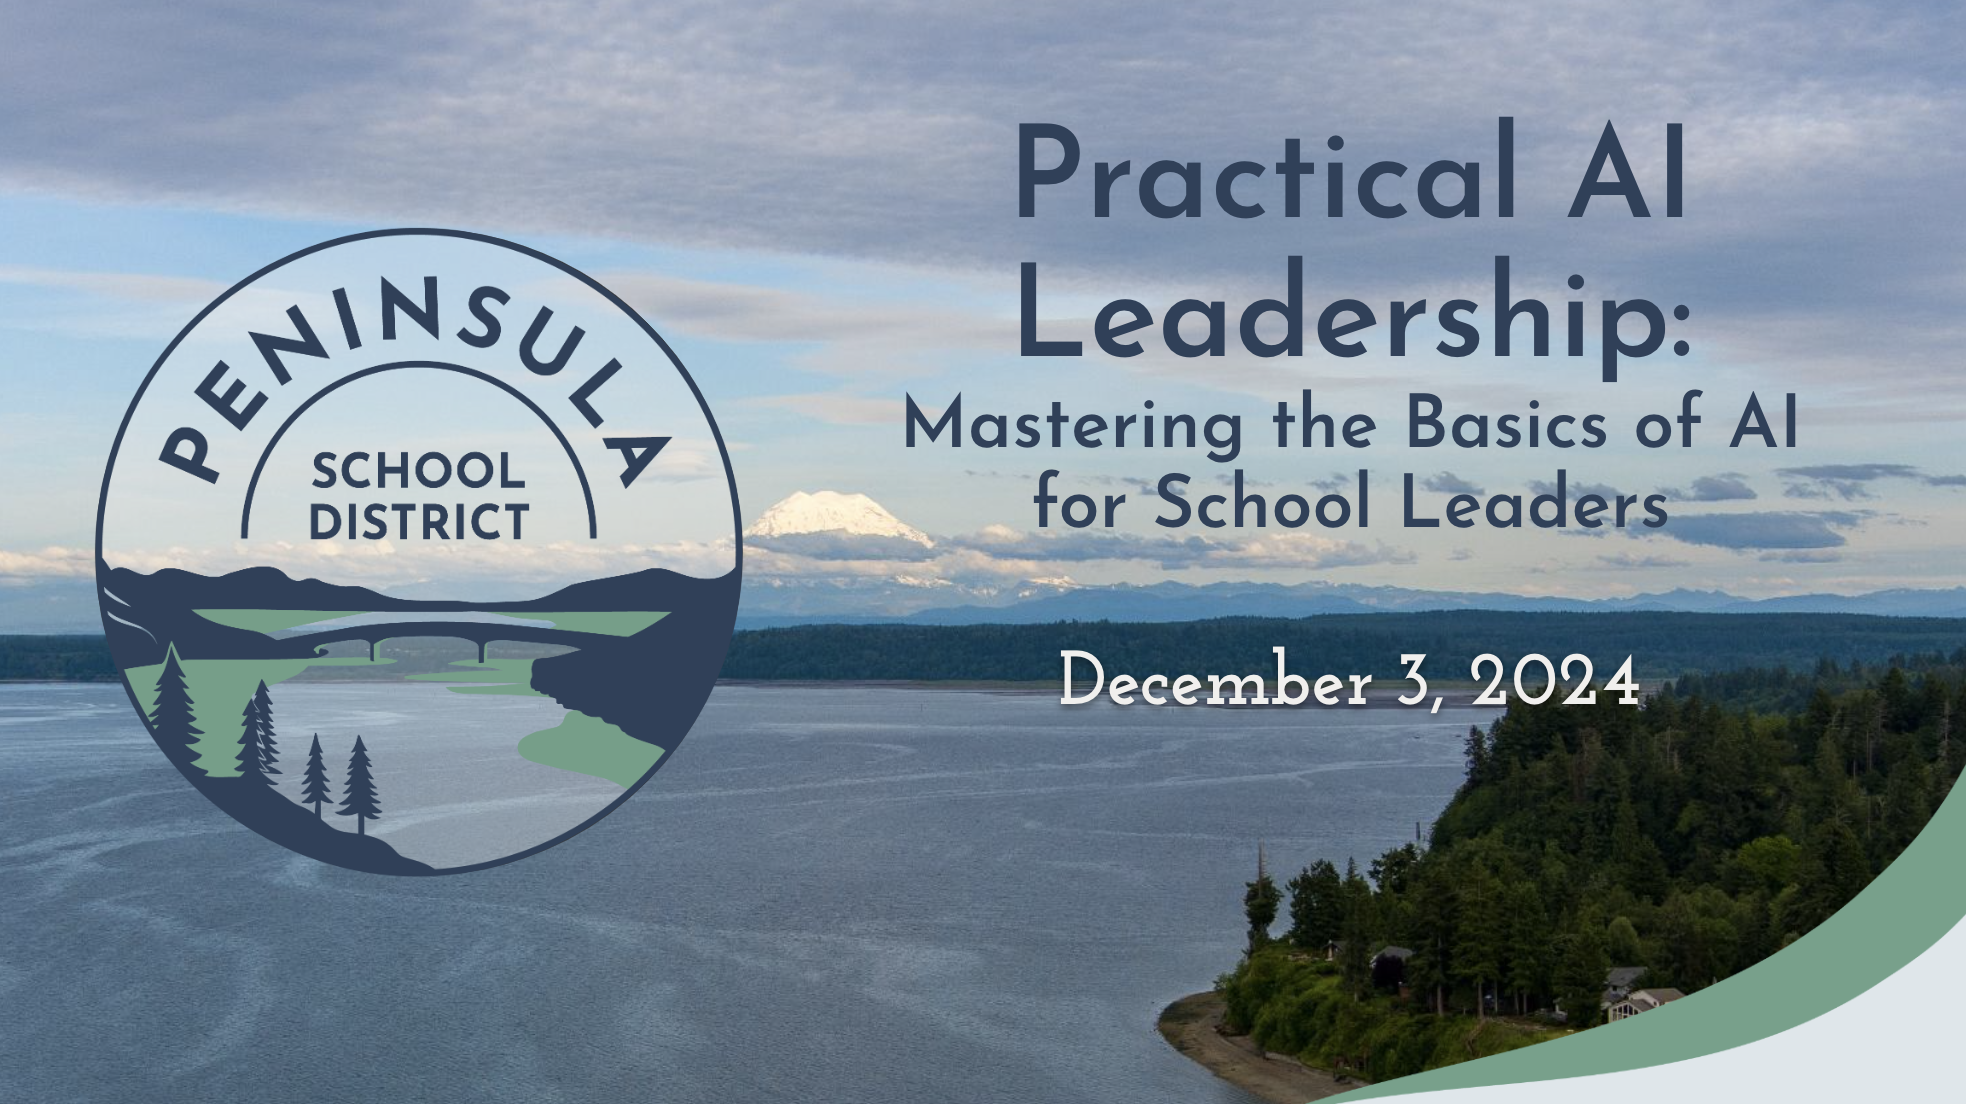 PENINSULA
SCHOOL
DISTRICT
Practical AI
Leadership:
Mastering the Basics of AI
for School Leaders
December 3, 2024